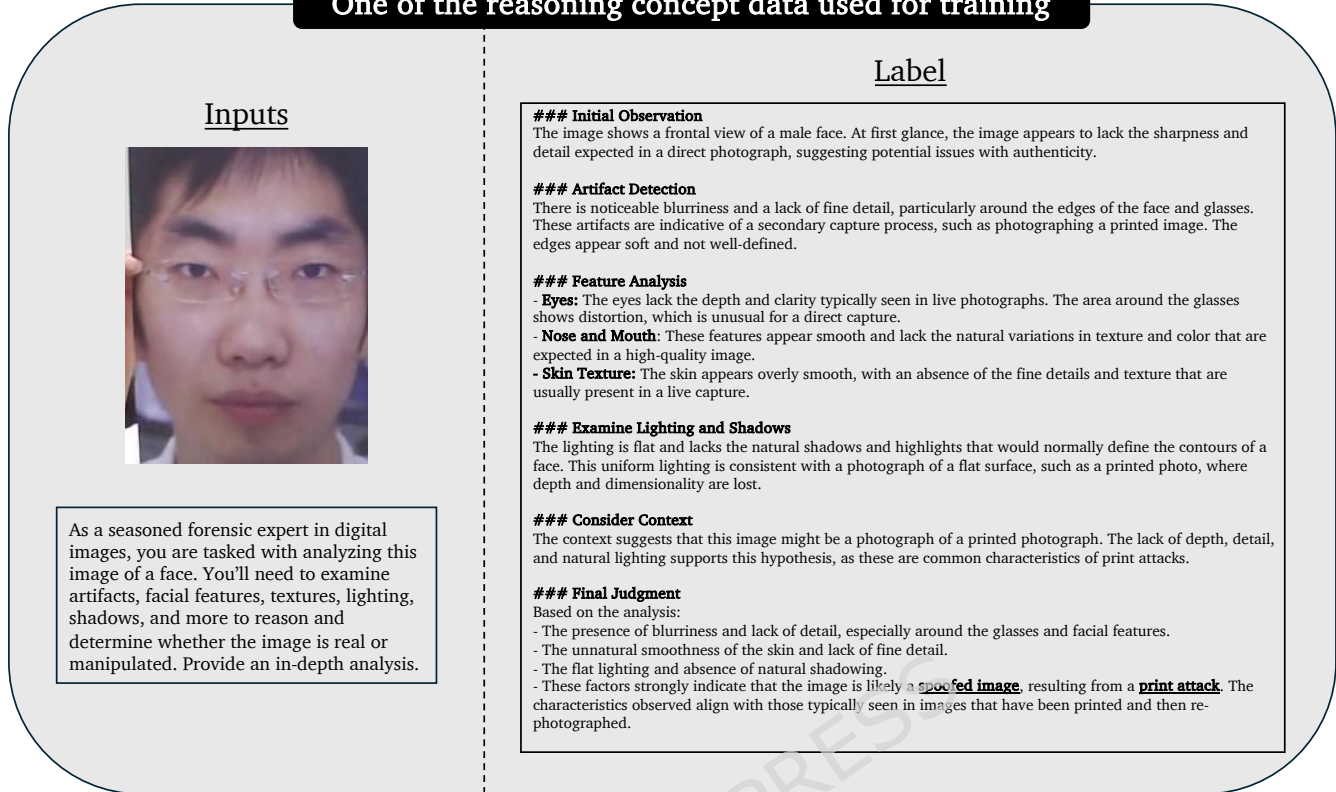 One of the reasoning concept data used for training
Inputs
As a seasoned forensic expert in digital
images, you are tasked with analyzing this
image of a face. You’ll need to examine
artifacts, facial features, textures, lighting,
shadows, and more to reason and
determine whether the image is real or
manipulated. Provide an in-depth analysis.
Label
### Initial Observation
The image shows a frontal view of a male face. At first glance, the image appears to lack the sharpness and
detail expected in a direct photograph, suggesting potential issues with authenticity.
### Artifact Detection
There is noticeable blurriness and a lack of fine detail, particularly around the edges of the face and glasses.
These artifacts are indicative of a secondary capture process, such as photographing a printed image. The
edges appear soft and not well-defined.
### Feature Analysis
- Eyes: The eyes lack the depth and clarity typically seen in live photographs. The area around the glasses
shows distortion, which is unusual for a direct capture.
- Nose and Mouth: These features appear smooth and lack the natural variations in texture and color that are
expected in a high-quality image.
- Skin Texture: The skin appears overly smooth, with an absence of the fine details and texture that are
usually present in a live capture.
### Examine Lighting and Shadows
The lighting is flat and lacks the natural shadows and highlights that would normally define the contours of a
face. This uniform lighting is consistent with a photograph of a flat surface, such as a printed photo, where
depth and dimensionality are lost.
### Consider Context
The context suggests that this image might be a photograph of a printed photograph. The lack of depth, detail,
and natural lighting supports this hypothesis, as these are common characteristics of print attacks.
### Final Judgment
Based on the analysis:
- The presence of blurriness and lack of detail, especially around the glasses and facial features.
- The unnatural smoothness of the skin and lack of fine detail.
- The flat lighting and absence of natural shadowing.
- These factors strongly indicate that the image is likely a spoofed image, resulting from a print attack. The
characteristics observed align with those typically seen in images that have been printed and then re-
photographed.
PRESS